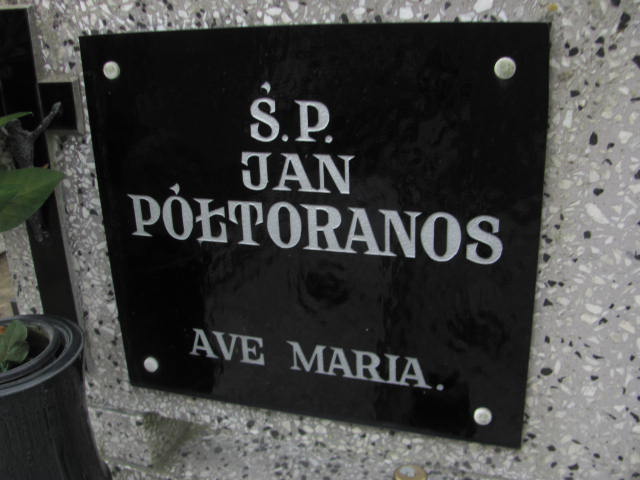 Ś.P.
JAN
PÓŁTORANOS
AVE MARIA.